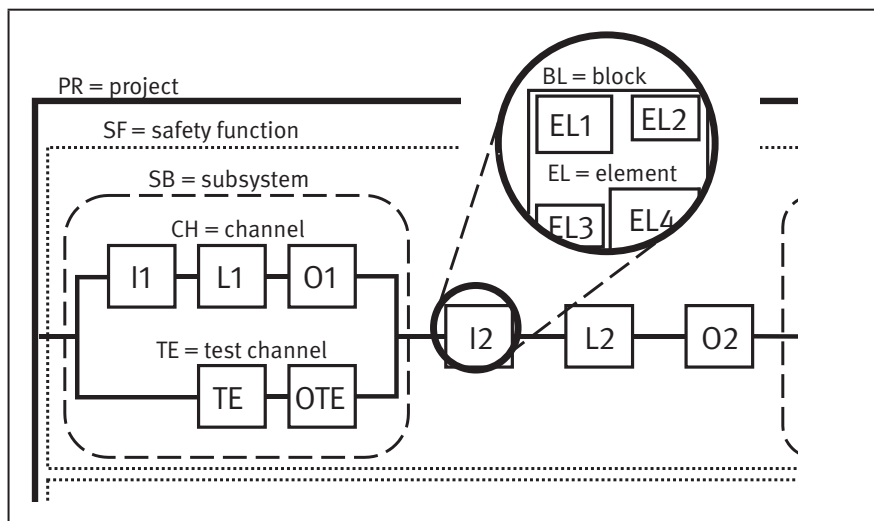 BL = block
PR = project
EL1 EL2
SF = safety function
EL = element
SB = subsystem
EL3 EL4
CH = channel
I1 L1 O1
I2 L2 O2
TE = test channel
TE OTE